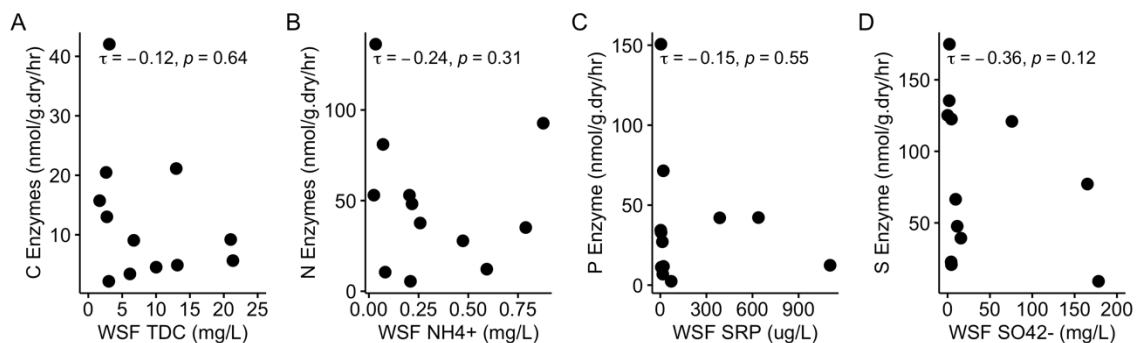 A
τ = −0.12, p = 0.64
C Enzymes (nmol/g.dry/hr)
40
30
20
10
0 5 10 15 20 25
WSF TDC (mg/L)
B
τ = −0.24, p = 0.31
N Enzymes (nmol/g.dry/hr)
100
50
0
0.00 0.25 0.50 0.75
WSF NH4+ (mg/L)
C
τ = −0.15, p = 0.55
P Enzyme (nmol/g.dry/hr)
150
100
50
0
0 300 600 900
WSF SRP (ug/L)
D
τ = −0.36, p = 0.12
S Enzyme (nmol/g.dry/hr)
150
100
50
0 50 100 150 200
WSF SO42- (mg/L)